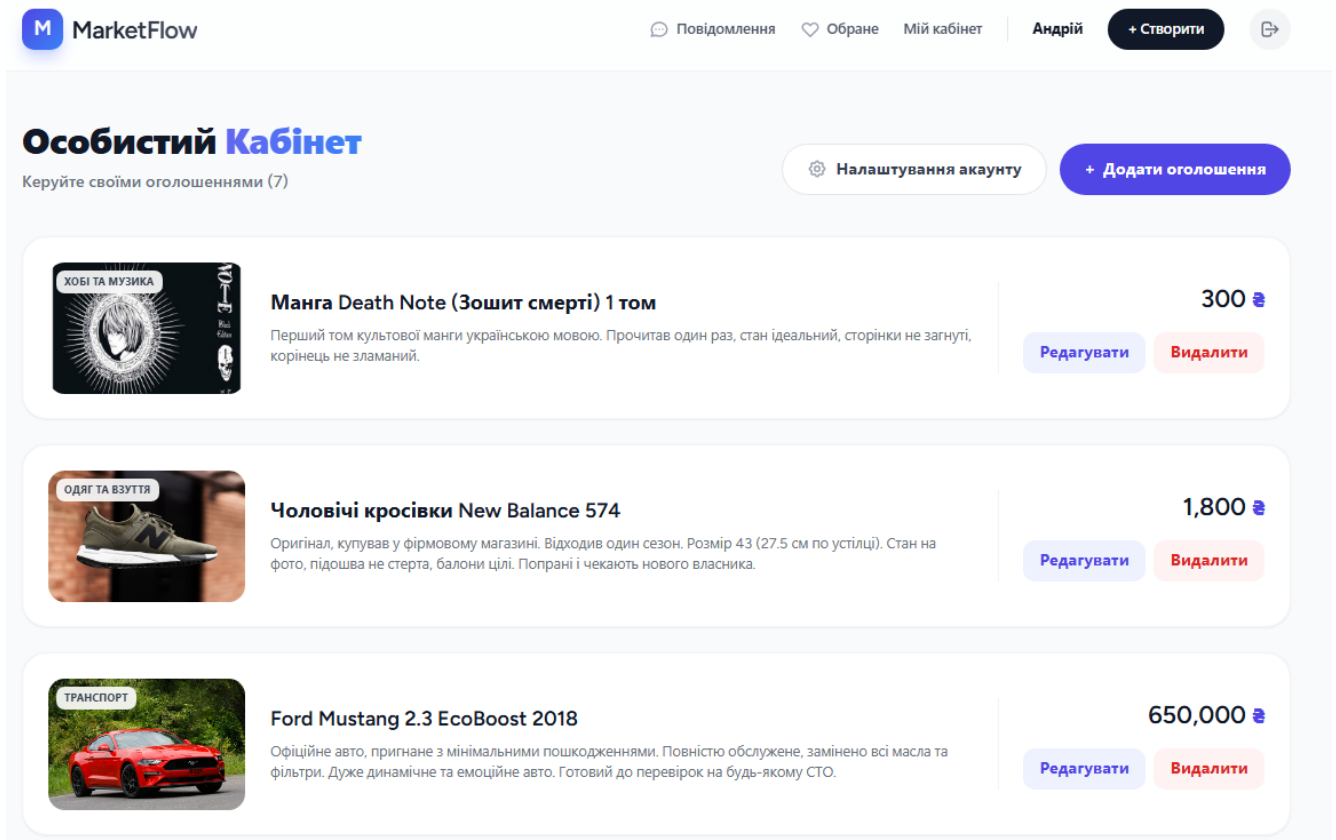 M MarketFlow
Повідомлення Обране Мій кабінет Андрій + Створити
Особистий Кабінет
Керуйте своїми оголошеннями (7)
Налаштування акаунту + Додати оголошення
ХОБІ ТА МУЗИКА
Манга Death Note (Зошит смерті) 1 том
Перший том культової манги українською мовою. Прочитав один раз, стан ідеальний, сторінки не загнуті,
корінець не зламаний.
300 ₴
Редагувати Видалити
ОДЯГ ТА ВЗУТТЯ
Чоловічі кросівки New Balance 574
Оригінал, купував у фірмовому магазині. Відходив один сезон. Розмір 43 (27.5 см по устілці). Стан на
фото, підошва не стерта, балони цілі. Попрані і чекають нового власника.
1,800 ₴
Редагувати Видалити
ТРАНСПОРТ
Ford Mustang 2.3 EcoBoost 2018
Офіційне авто, пригнане з мінімальними пошкодженнями. Повністю обслужене, замінено всі масла та
фільтри. Дуже динамічне та емоційне авто. Готовий до перевірок на будь-якому СТО.
650,000 ₴
Редагувати Видалити